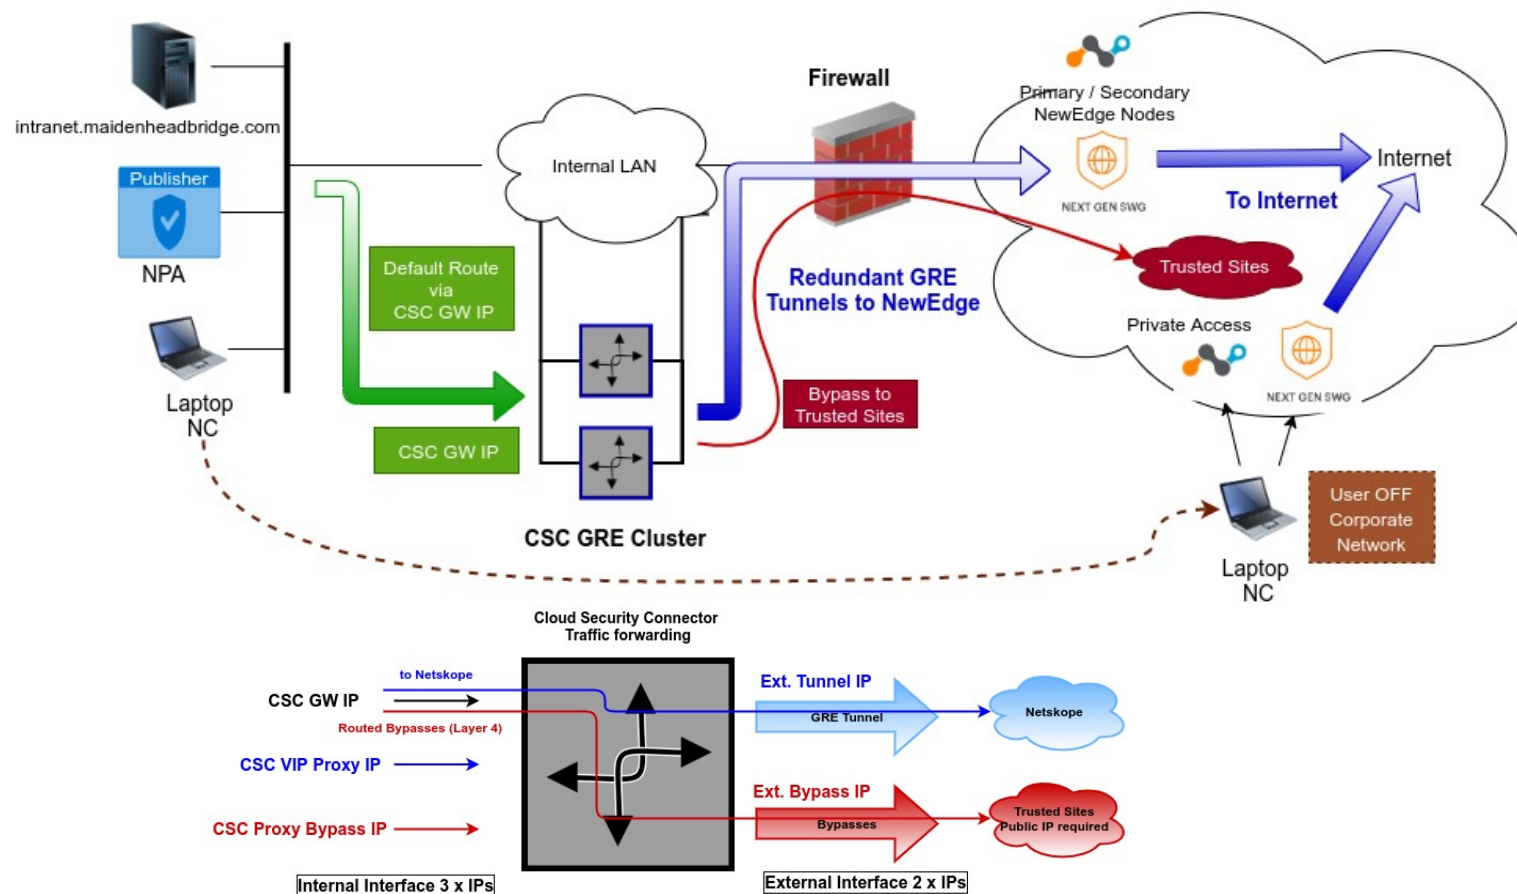 Firewall
Primary / Secondary
NewEdge Nodes
intranet.maidenheadbridge.com
Internal LAN
Internet
Publisher
NEXT GEN SWG
To Internet
NPA
Default Route
via
CSC GW IP
Redundant GRE
Tunnels to NewEdge
Trusted Sites
Private Access
Laptop
NC
Bypass to
Trusted Sites
NEXT GEN SWG
CSC GW IP
CSC GRE Cluster
User OFF
Corporate
Network
Laptop
NC
Cloud Security Connector
Traffic forwarding
to Netskope
CSC GW IP
Routed Bypasses (Layer 4)
CSC VIP Proxy IP
CSC Proxy Bypass IP
Ext. Tunnel IP
GRE Tunnel
Netskope
Ext. Bypass IP
Bypasses
Trusted Sites
Public IP required
Internal Interface 3 x IPs
External Interface 2 x IPs